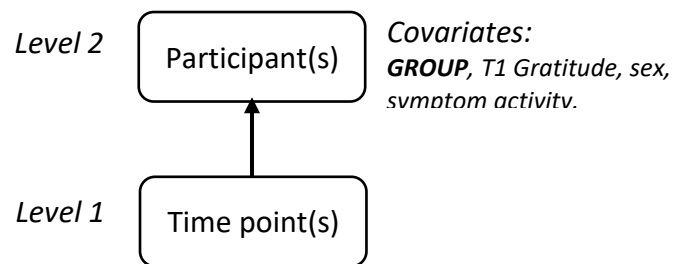 Level 2
Participant(s)
Covariates:
GROUP, T1 Gratitude, sex,
symptom activity.
Level 1
Time point(s)